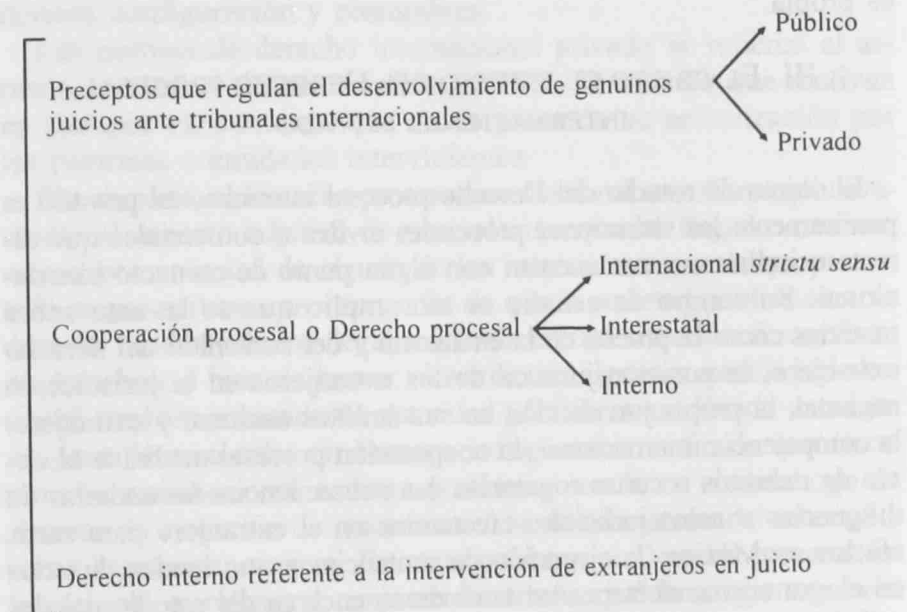 Público
Preceptos que regulan el desenvolvimiento de genuinos
juicios ante tribunales internacionales
Privado
Internacional strictu sensu
Cooperación procesal o Derecho procesal
Interestatal
Interno
Derecho interno referente a la intervención de extranjeros en juicio